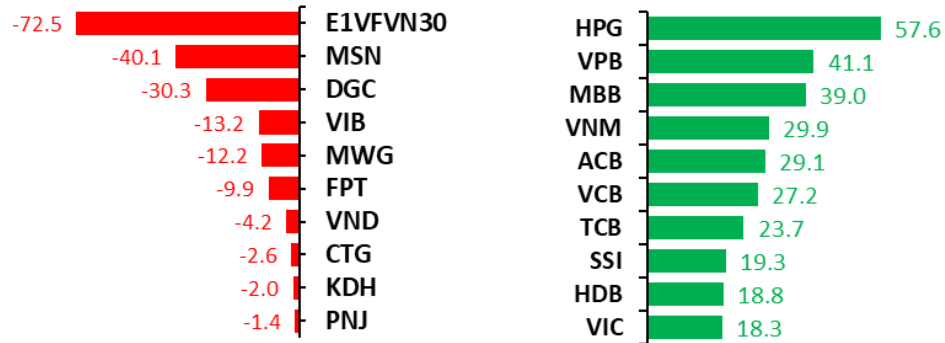 -72.5 E1VFVN30
-40.1 MSN
-30.3 DGC
-13.2 VIB
-12.2 MWG
-9.9 FPT
-4.2 VND
-2.6 CTG
-2.0 KDH
-1.4 PNJ
HPG 57.6
VPB 41.1
MBB 39.0
VNM 29.9
ACB 29.1
VCB 27.2
TCB 23.7
SSI 19.3
HDB 18.8
VIC 18.3